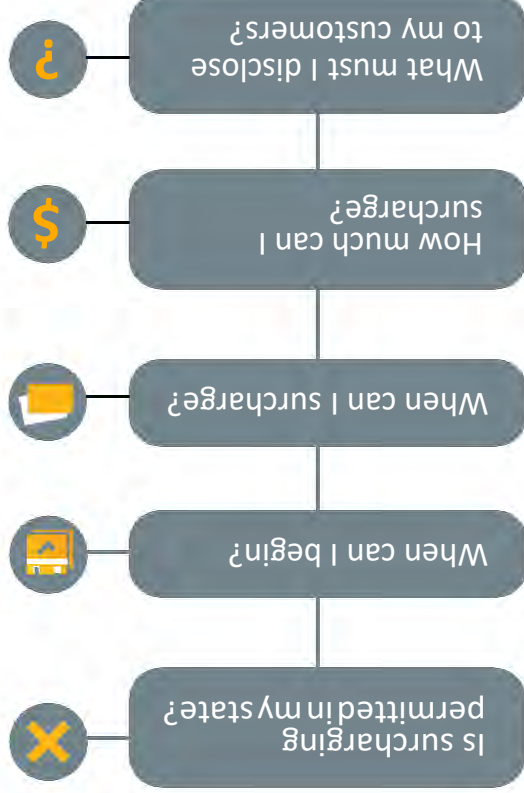 Is surcharging
permitted in my state?
When can I begin?
When can I surcharge?
How much can I
surcharge?
$
What must I disclose
to my customers?
?